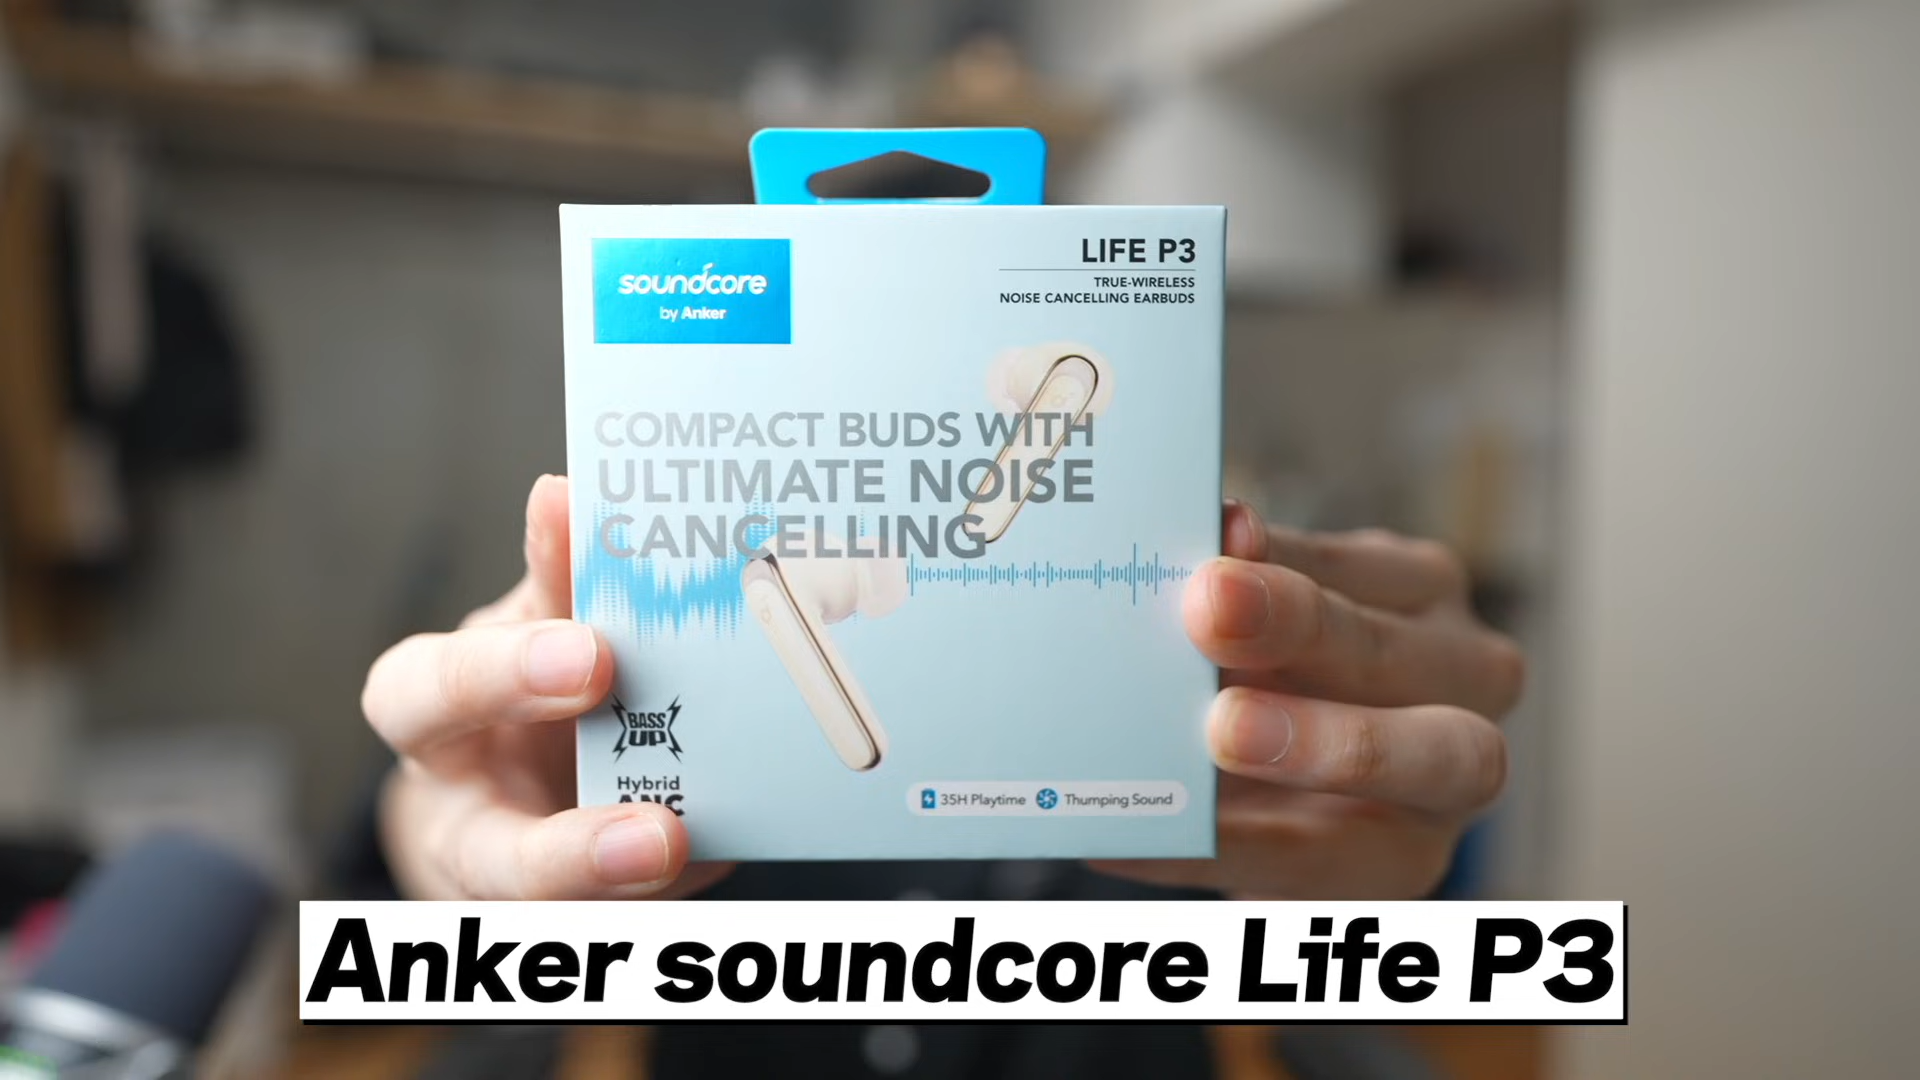 soundcore
by Anker
LIFE P3
TRUE-WIRELESS
NOISE CANCELLING EARBUDS
COMPACT BUDS WITH
ULTIMATE NOISE
CANCELLING
BASS
UP
Hybrid
ANC
35H Playtime Thumping Sound
Anker soundcore Life P3